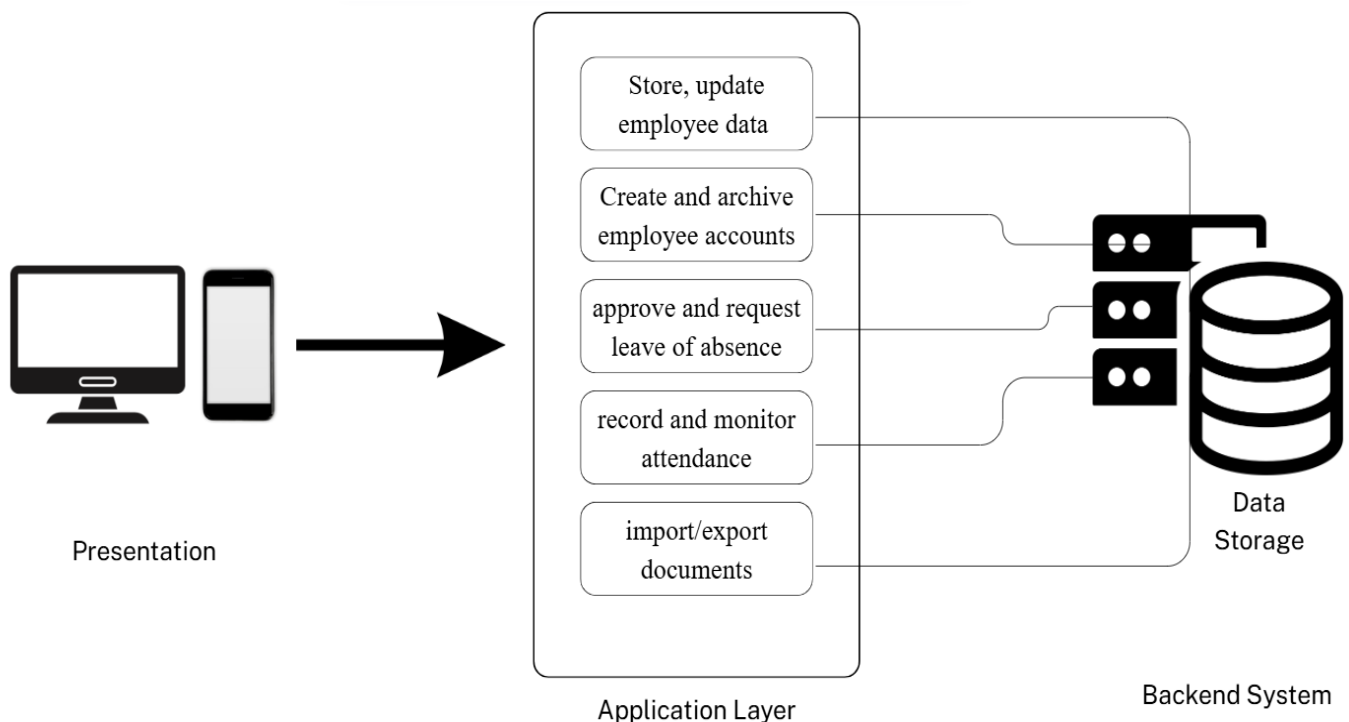 Store, update
employee data
Create and archive
employee accounts
approve and request
leave of absence
record and monitor
attendance
import/export
documents
Presentation
Application Layer
Data
Storage
Backend System